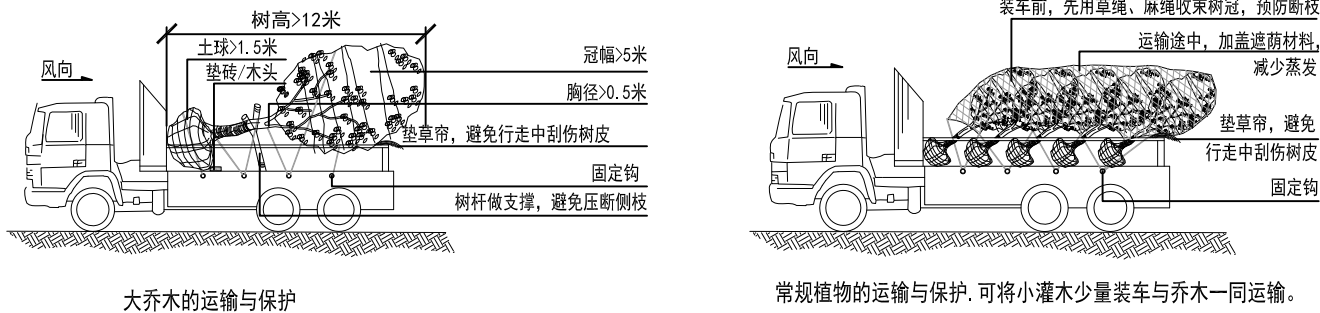 树高>12米
土球>1.5米
风向
垫砖/木头
冠幅>5米
胸径>0.5米
垫草帘，避免行走中刮伤树皮
固定钩
树杆做支撑，避免压断侧枝
大乔木的运输与保护
装车前，先用草绳、麻绳收束树冠，预防断枝
运输途中，加盖遮荫材料，
减少蒸发
风向
垫草帘，避免
行走中刮伤树皮
固定钩
常规植物的运输与保护.可将小灌木少量装车与乔木一同运输。